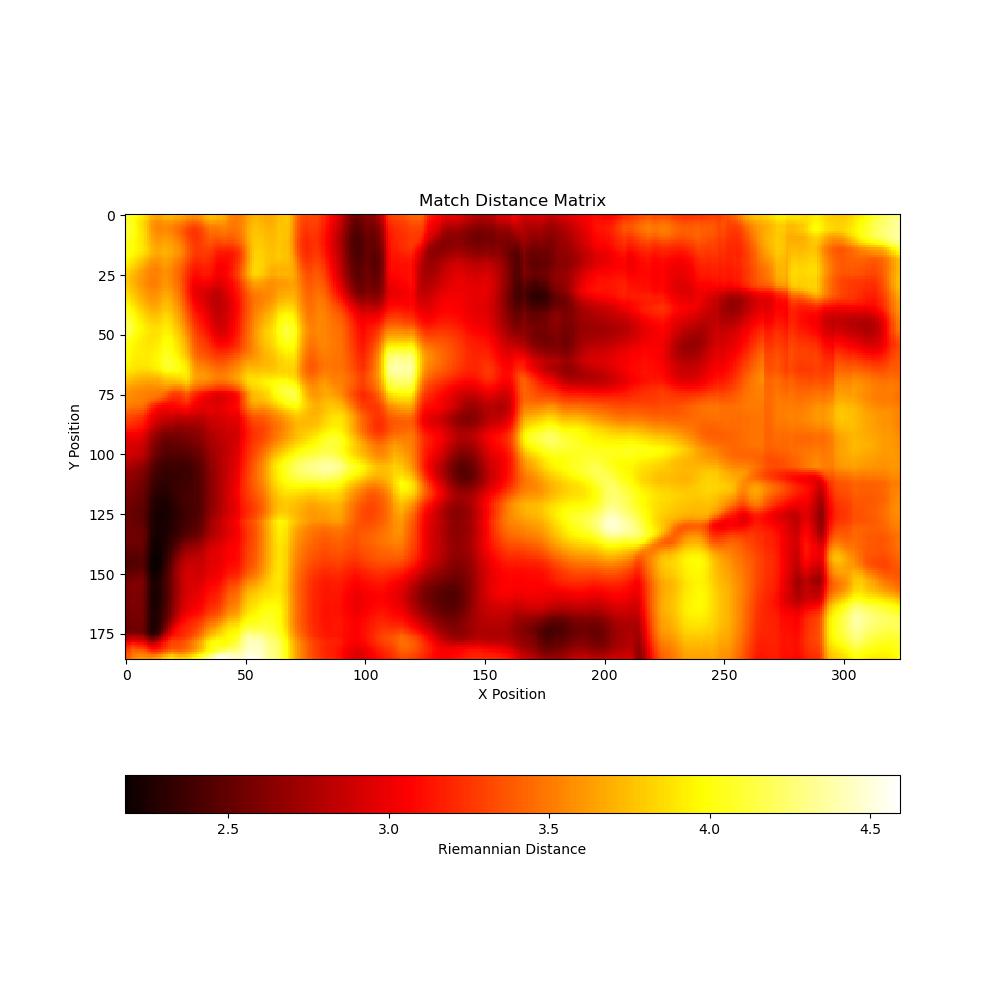 Match Distance Matrix
0
25
50
75
100
125
150
175
Y Position
0 50 100 150 200 250 300
X Position
2.5 3.0 3.5 4.0 4.5
Riemannian Distance